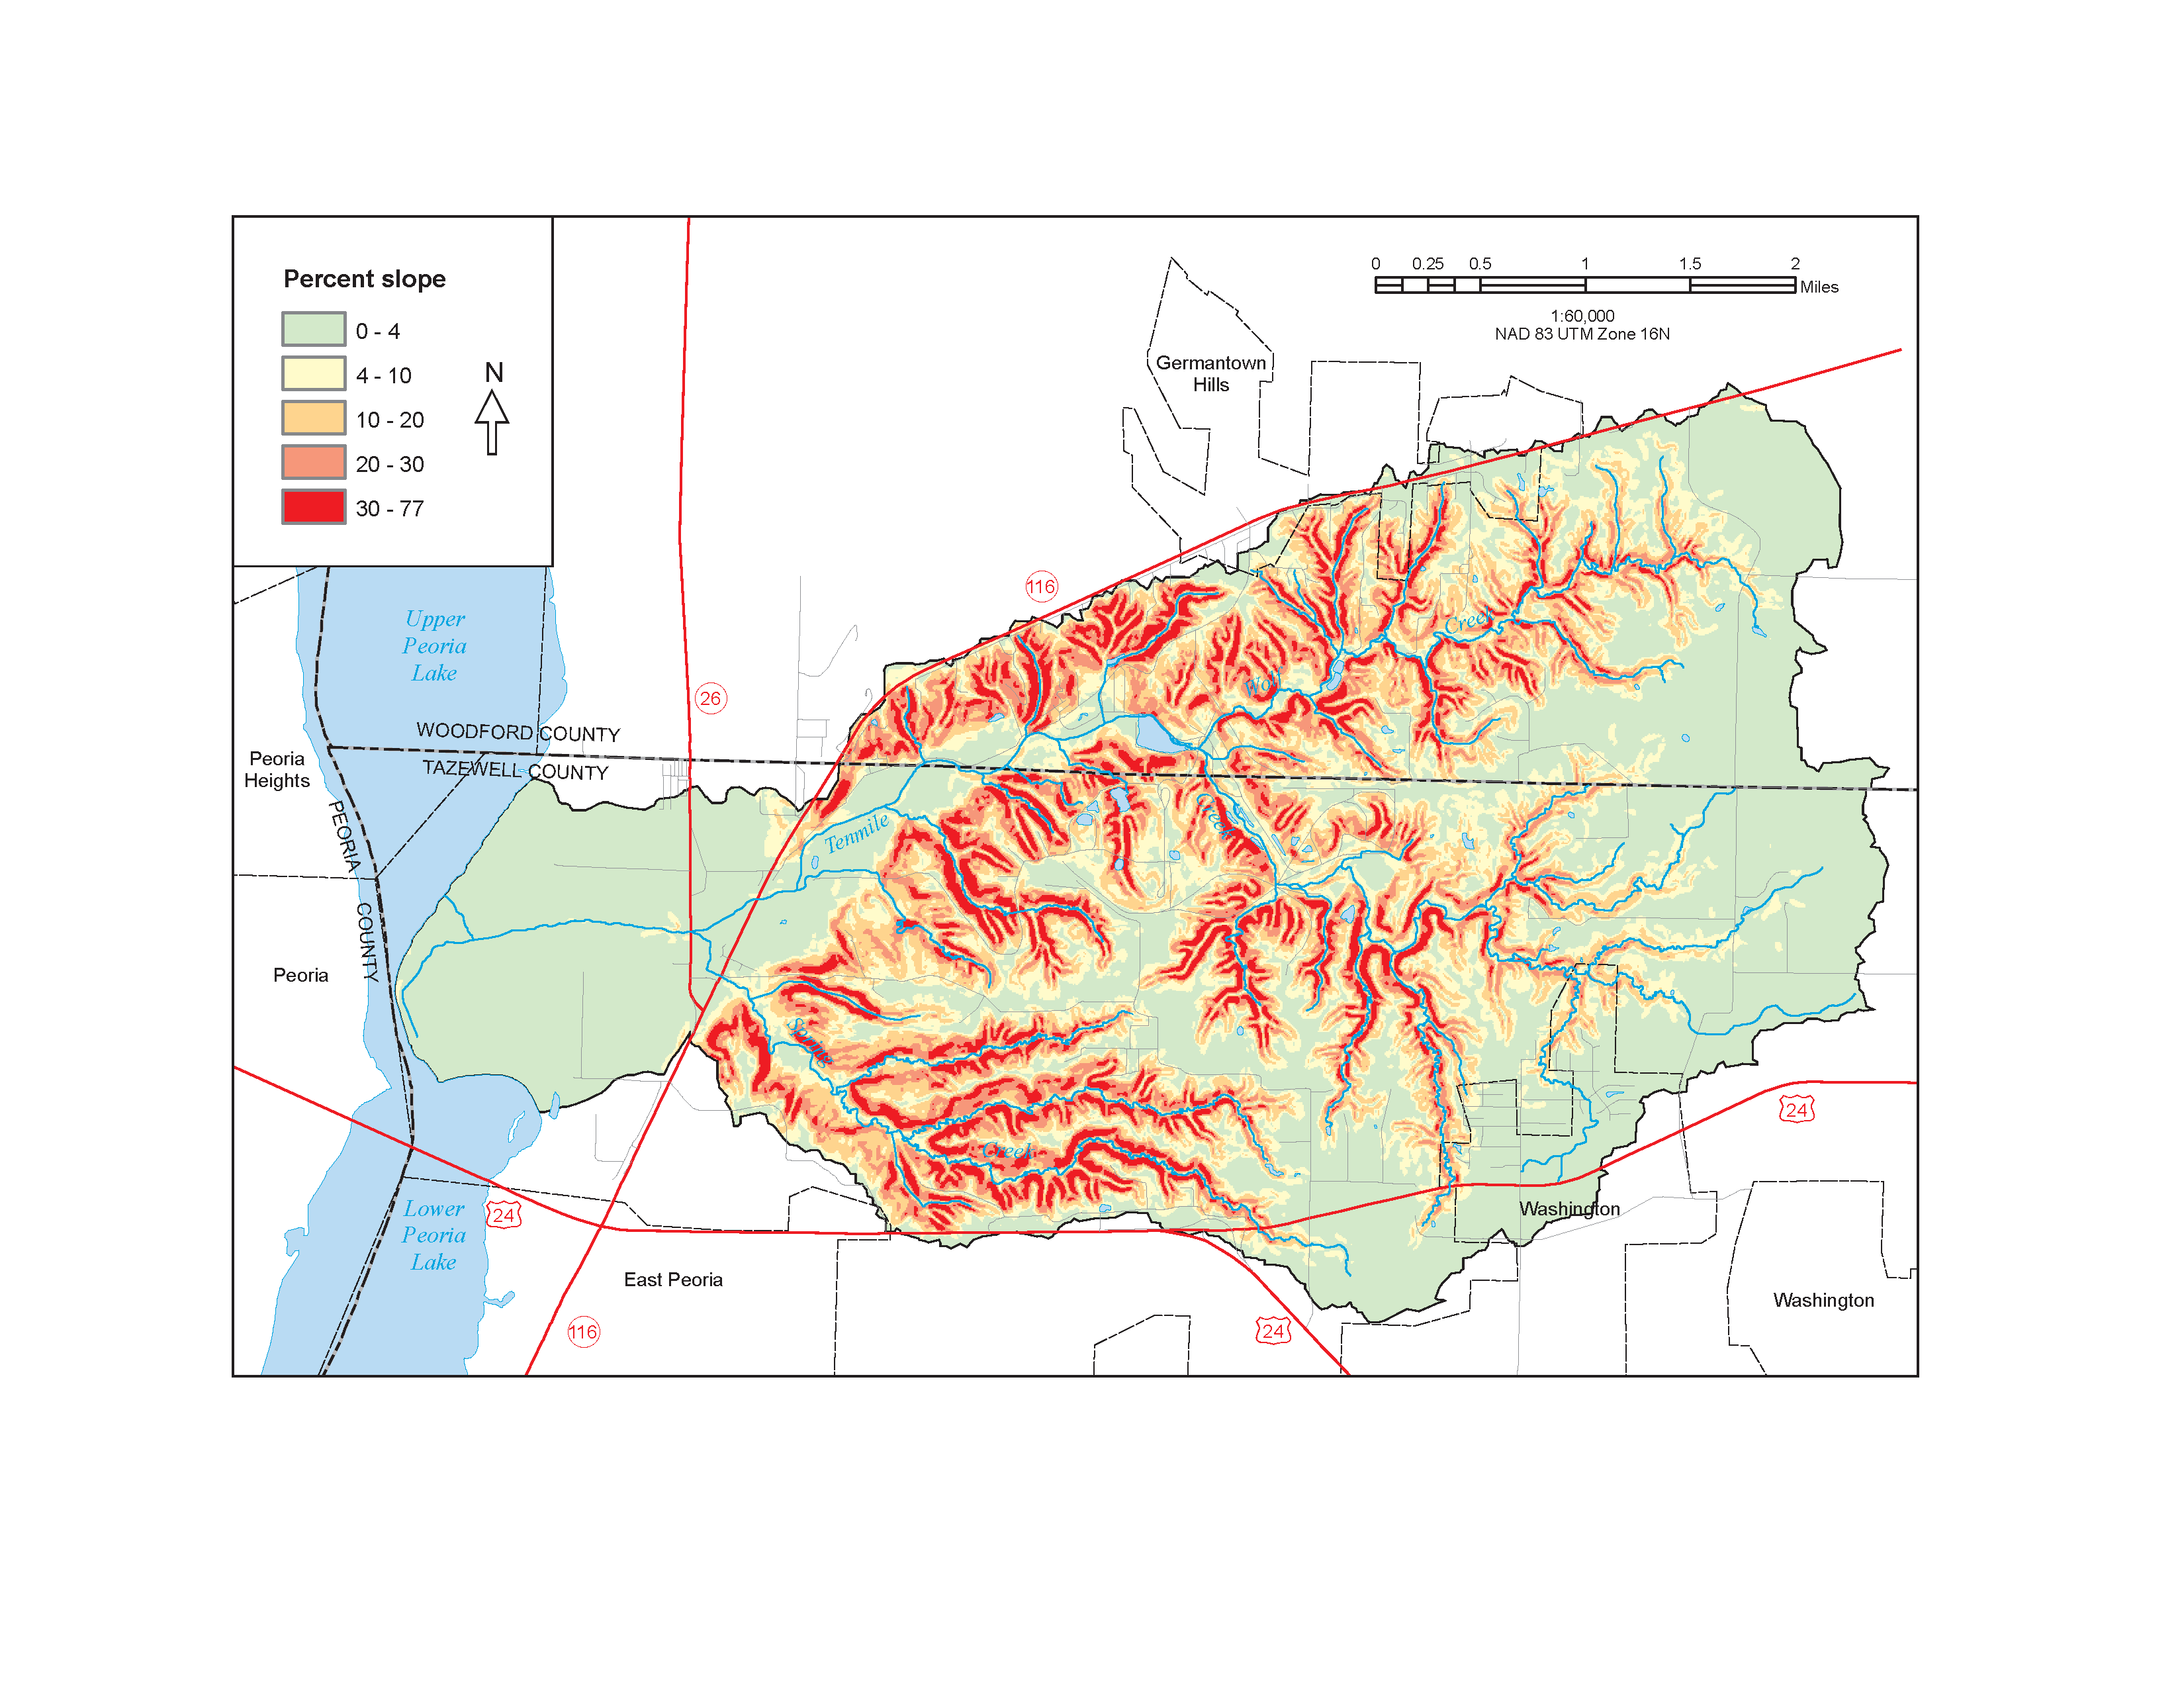 Percent slope
0 - 4
4 - 10
10 - 20
20 - 30
30 - 77
N
0 0.25 0.5 1 1.5 2
Miles
1:60,000
NAD 83 UTM Zone 16N
Germantown
Hills
116
26
Upper
Peoria
Lake
Creek
Wolf
WOODFORD COUNTY
TAZEWELL COUNTY
Peoria
Heights
PEORIA
COUNTY
Tenmile
Creek
Peoria
Spring
Creek
24
Washington
Lower
Peoria
Lake
24
East Peoria
Washington
116
24